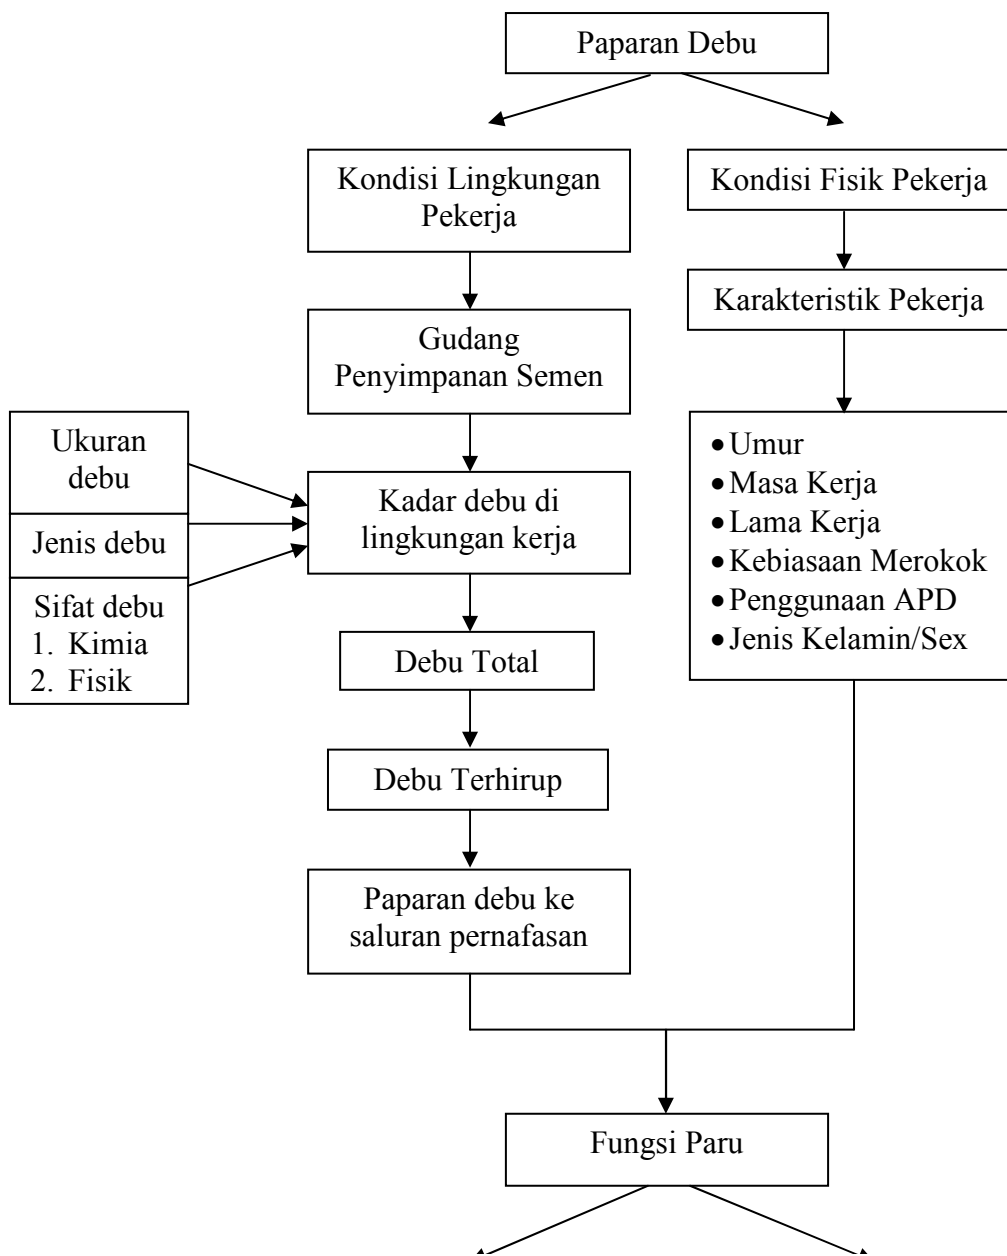 Paparan Debu
Kondisi Lingkungan
Pekerja
Kondisi Fisik Pekerja
Karakteristik Pekerja
Gudang
Penyimpanan Semen
Ukuran
debu
Jenis debu
Sifat debu
1. Kimia
2. Fisik
Kadar debu di
lingkungan kerja
•Umur
•Masa Kerja
•Lama Kerja
•Kebiasaan Merokok
•Penggunaan APD
•Jenis Kelamin/Sex
Debu Total
Debu Terhirup
Paparan debu ke
saluran pernafasan
Fungsi Paru